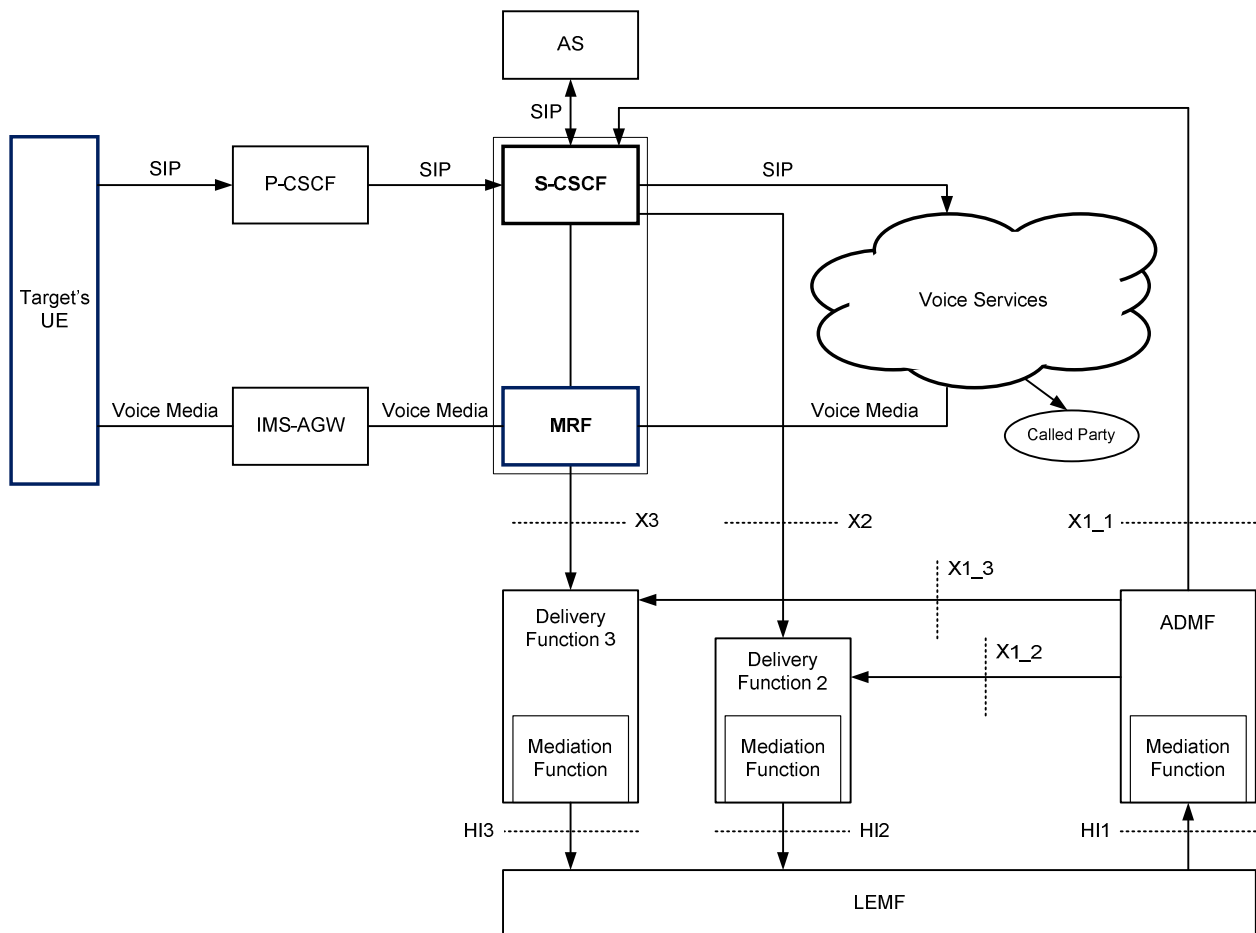 AS
SIP
SIP
P-CSCF
SIP
S-CSCF
SIP
Target's
UE
Voice Services
Voice Media
IMS-AGW
Voice Media
MRF
Voice Media
Called Party
X3
X2
X1_1
X1_3
Delivery
Function 3
ADMF
X1_2
Delivery
Function 2
Mediation
Function
Mediation
Function
Mediation
Function
HI3
HI2
HI1
LEMF